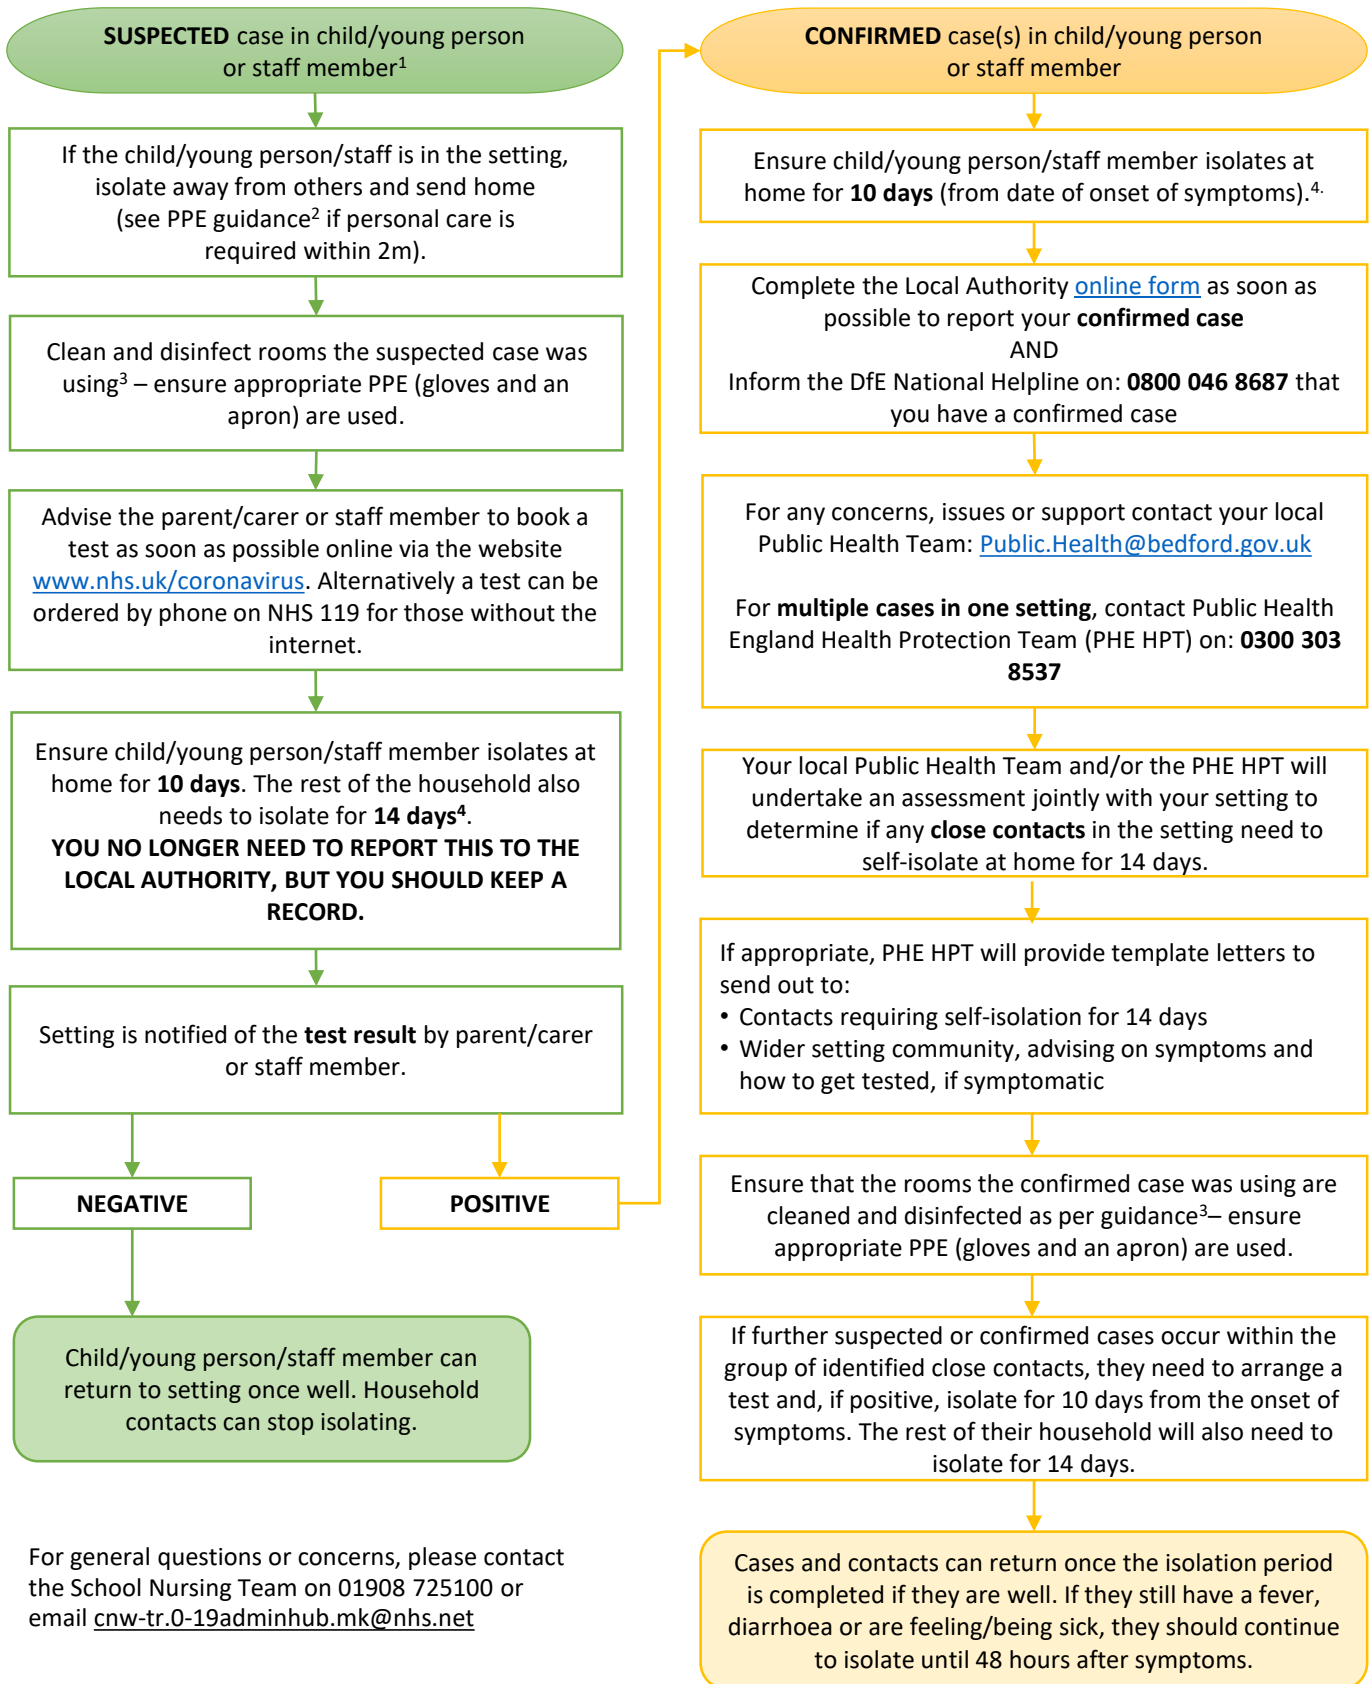 SUSPECTED case in child/young person
or staff member¹
If the child/young person/staff is in the setting,
isolate away from others and send home
(see PPE guidance² if personal care is
required within 2m).
Clean and disinfect rooms the suspected case was
using³ – ensure appropriate PPE (gloves and an
apron) are used.
Advise the parent/carer or staff member to book a
test as soon as possible online via the website
www.nhs.uk/coronavirus. Alternatively a test can be
ordered by phone on NHS 119 for those without the
internet.
Ensure child/young person/staff member isolates at
home for 10 days. The rest of the household also
needs to isolate for 14 days⁴.
YOU NO LONGER NEED TO REPORT THIS TO THE
LOCAL AUTHORITY, BUT YOU SHOULD KEEP A
RECORD.
Setting is notified of the test result by parent/carer
or staff member.
NEGATIVE
POSITIVE
Child/young person/staff member can
return to setting once well. Household
contacts can stop isolating.
For general questions or concerns, please contact
the School Nursing Team on 01908 725100 or
email cnw-tr.0-19adminhub.mk@nhs.net
CONFIRMED case(s) in child/young person
or staff member
Ensure child/young person/staff member isolates at
home for 10 days (from date of onset of symptoms).⁴·
Complete the Local Authority online form as soon as
possible to report your confirmed case
AND
Inform the DfE National Helpline on: 0800 046 8687 that
you have a confirmed case
For any concerns, issues or support contact your local
Public Health Team: Public.Health@bedford.gov.uk
For multiple cases in one setting, contact Public Health
England Health Protection Team (PHE HPT) on: 0300 303
8537
Your local Public Health Team and/or the PHE HPT will
undertake an assessment jointly with your setting to
determine if any close contacts in the setting need to
self-isolate at home for 14 days.
If appropriate, PHE HPT will provide template letters to
send out to:
• Contacts requiring self-isolation for 14 days
• Wider setting community, advising on symptoms and
how to get tested, if symptomatic
Ensure that the rooms the confirmed case was using are
cleaned and disinfected as per guidance³– ensure
appropriate PPE (gloves and an apron) are used.
If further suspected or confirmed cases occur within the
group of identified close contacts, they need to arrange a
test and, if positive, isolate for 10 days from the onset of
symptoms. The rest of their household will also need to
isolate for 14 days.
Cases and contacts can return once the isolation period
is completed if they are well. If they still have a fever,
diarrhoea or are feeling/being sick, they should continue
to isolate until 48 hours after symptoms.